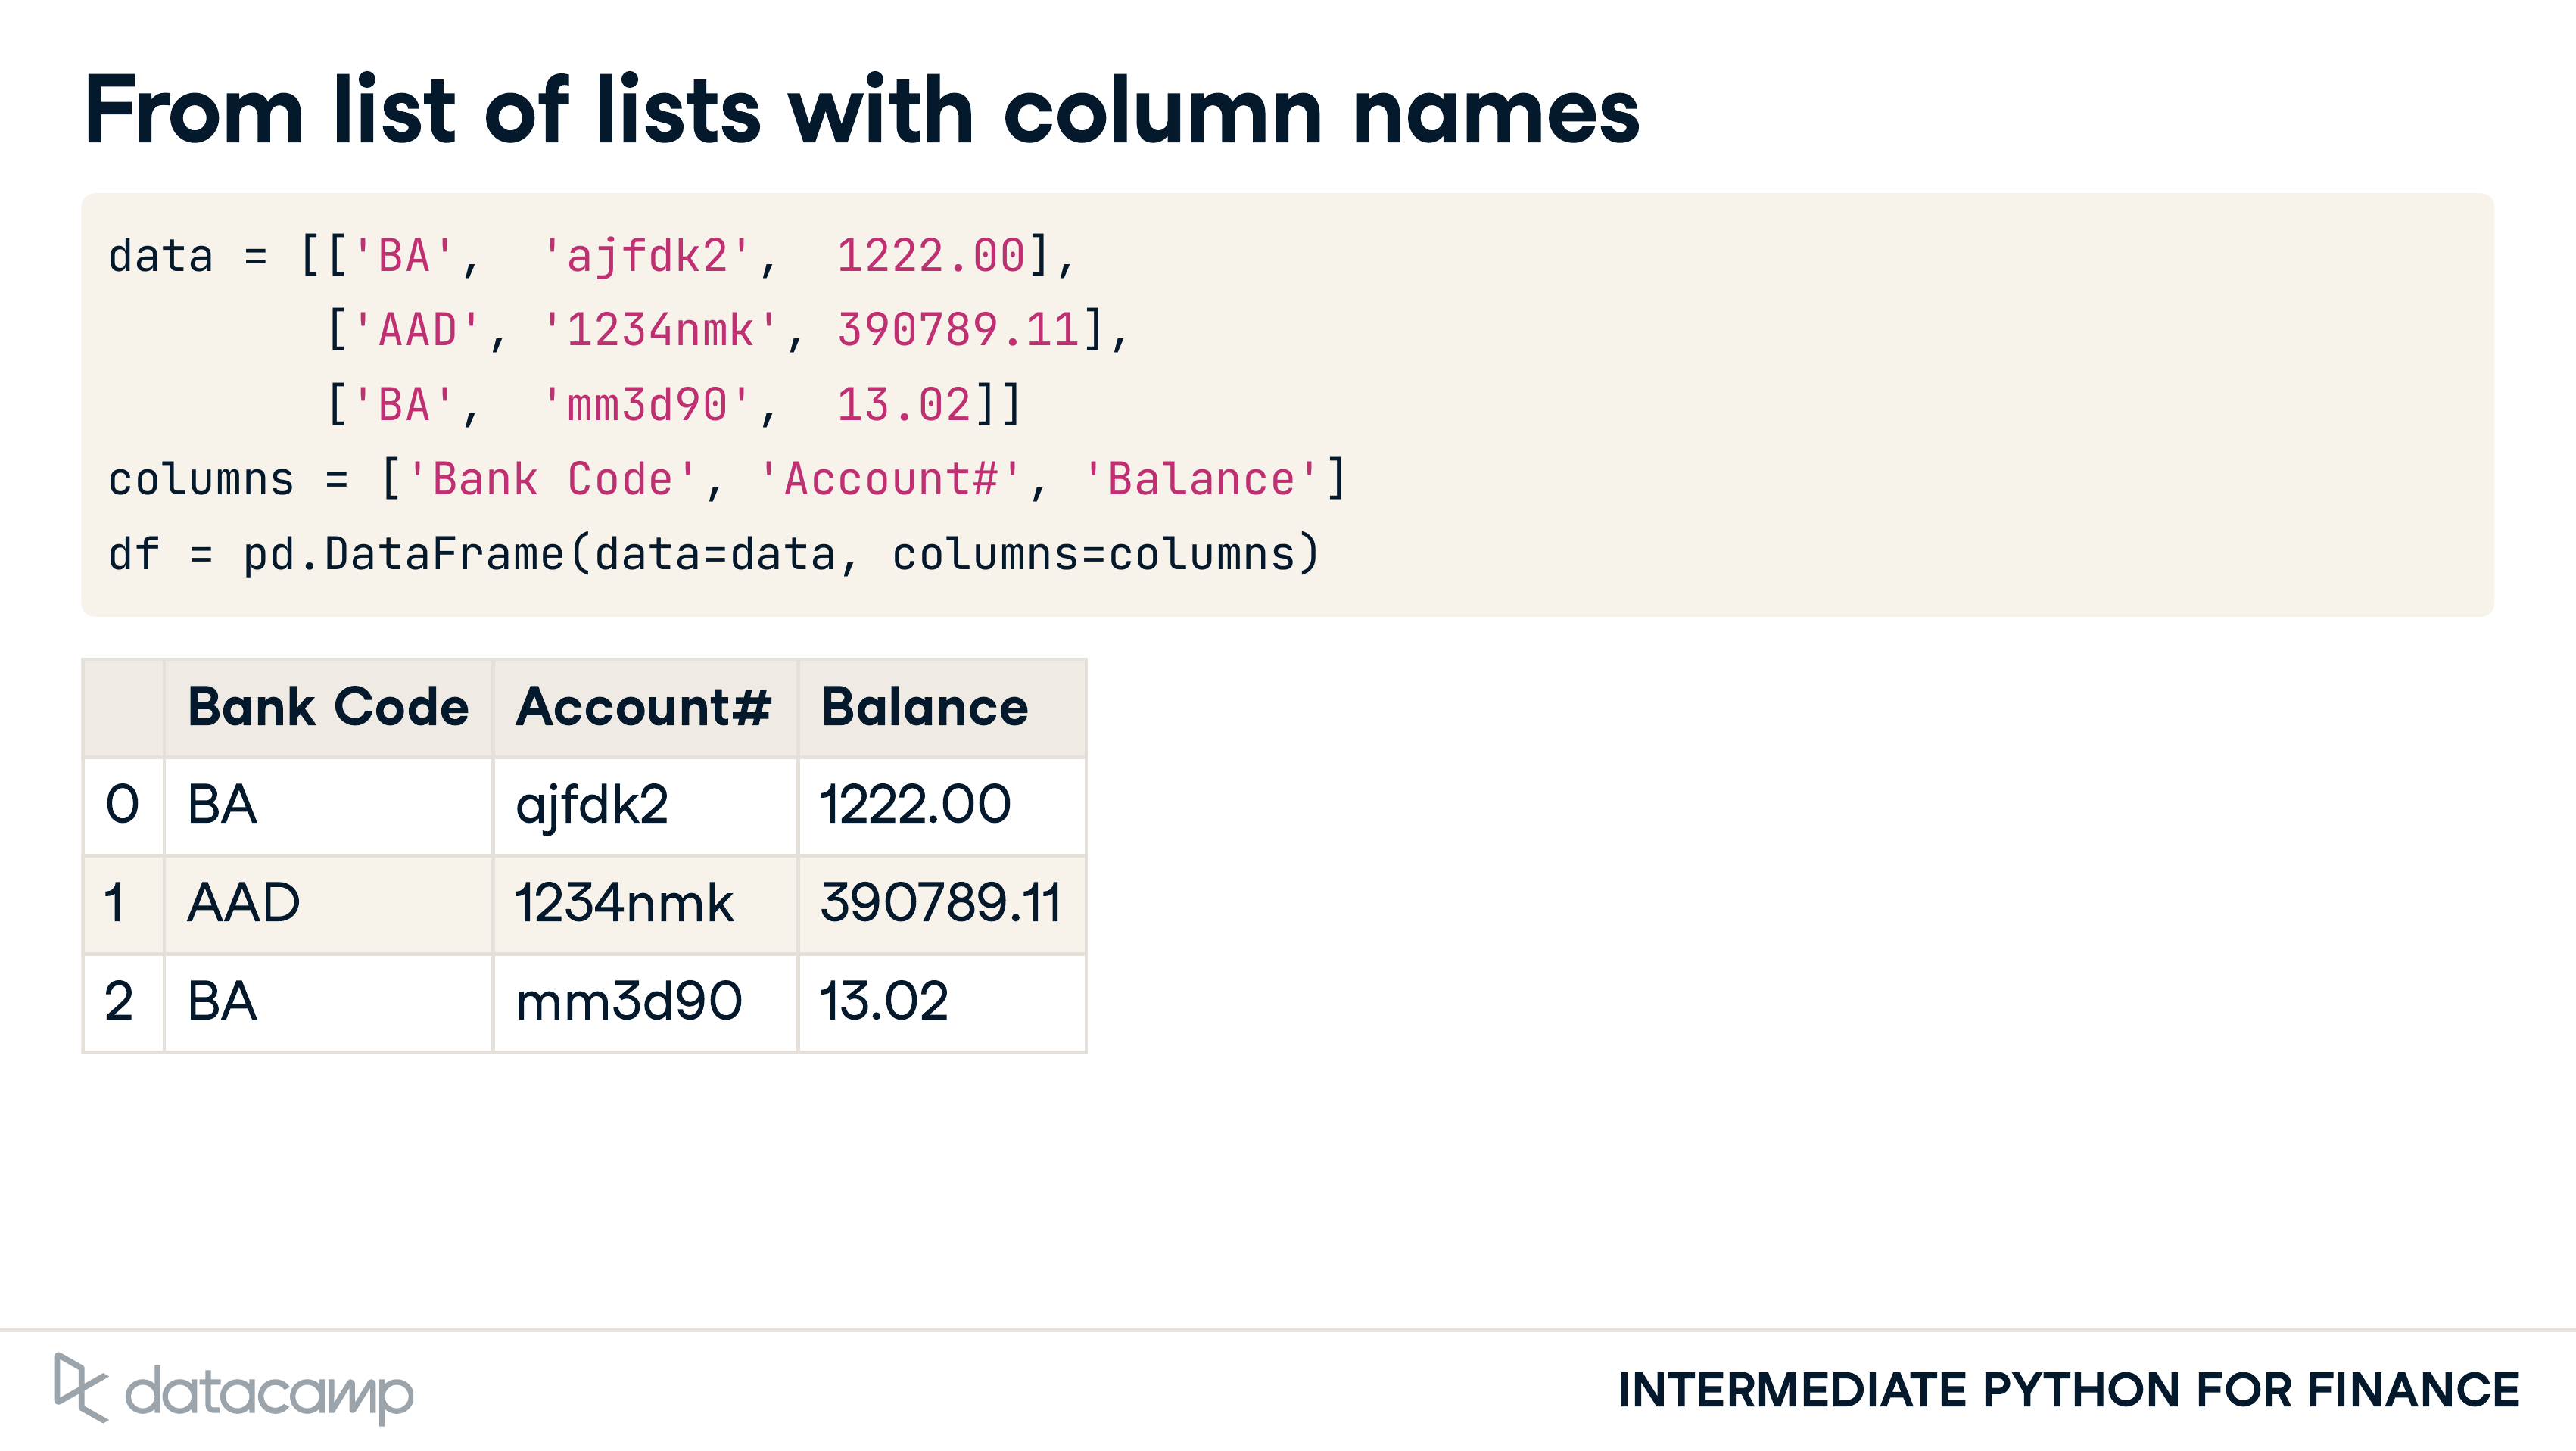 From list of lists with column names
data = [['BA',  'ajfdk2',  1222.00],
        ['AAD', '1234nmk', 390789.11],
        ['BA',  'mm3d90',  13.02]]
columns = ['Bank Code', 'Account#', 'Balance']
df = pd.DataFrame(data=data, columns=columns)
Bank Code Account# Balance
0 BA ajfdk2 1222.00
1 AAD 1234nmk 390789.11
2 BA mm3d90 13.02
datacamp
INTERMEDIATE PYTHON FOR FINANCE